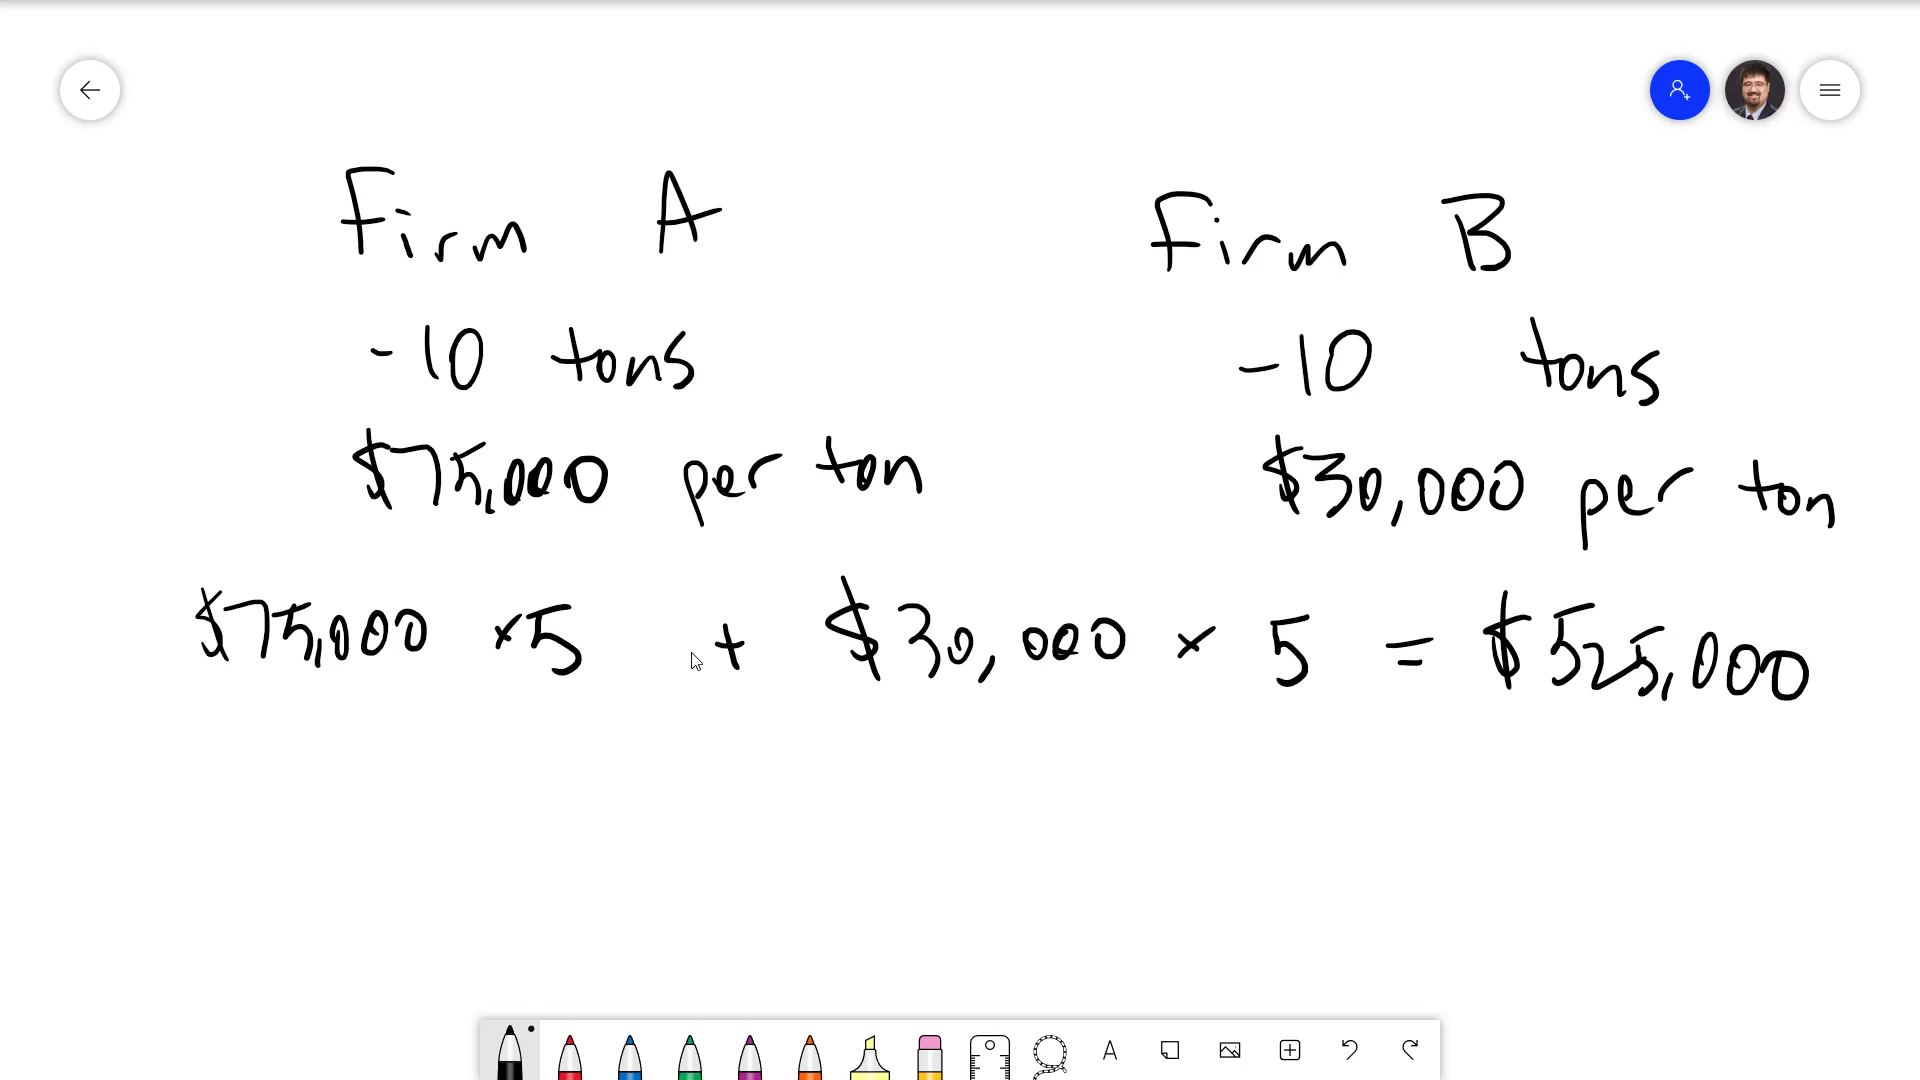 Firm A
Firm B
-10 tons
-10 tons
$75,000 per ton
$30,000 per ton
$75,000 × 5 + $30,000 × 5 = $525,000
A